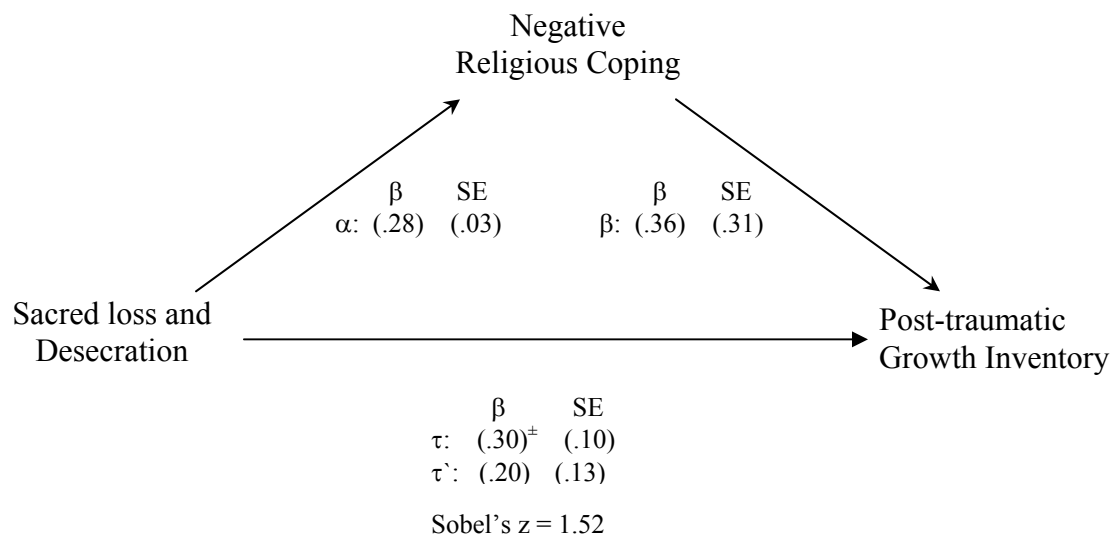 Negative
Religious Coping
β SE
α: (.28) (.03)
β SE
β: (.36) (.31)
Sacred loss and
Desecration
Post-traumatic
Growth Inventory
β SE
τ: (.30)± (.10)
τ`: (.20) (.13)
Sobel’s z = 1.52